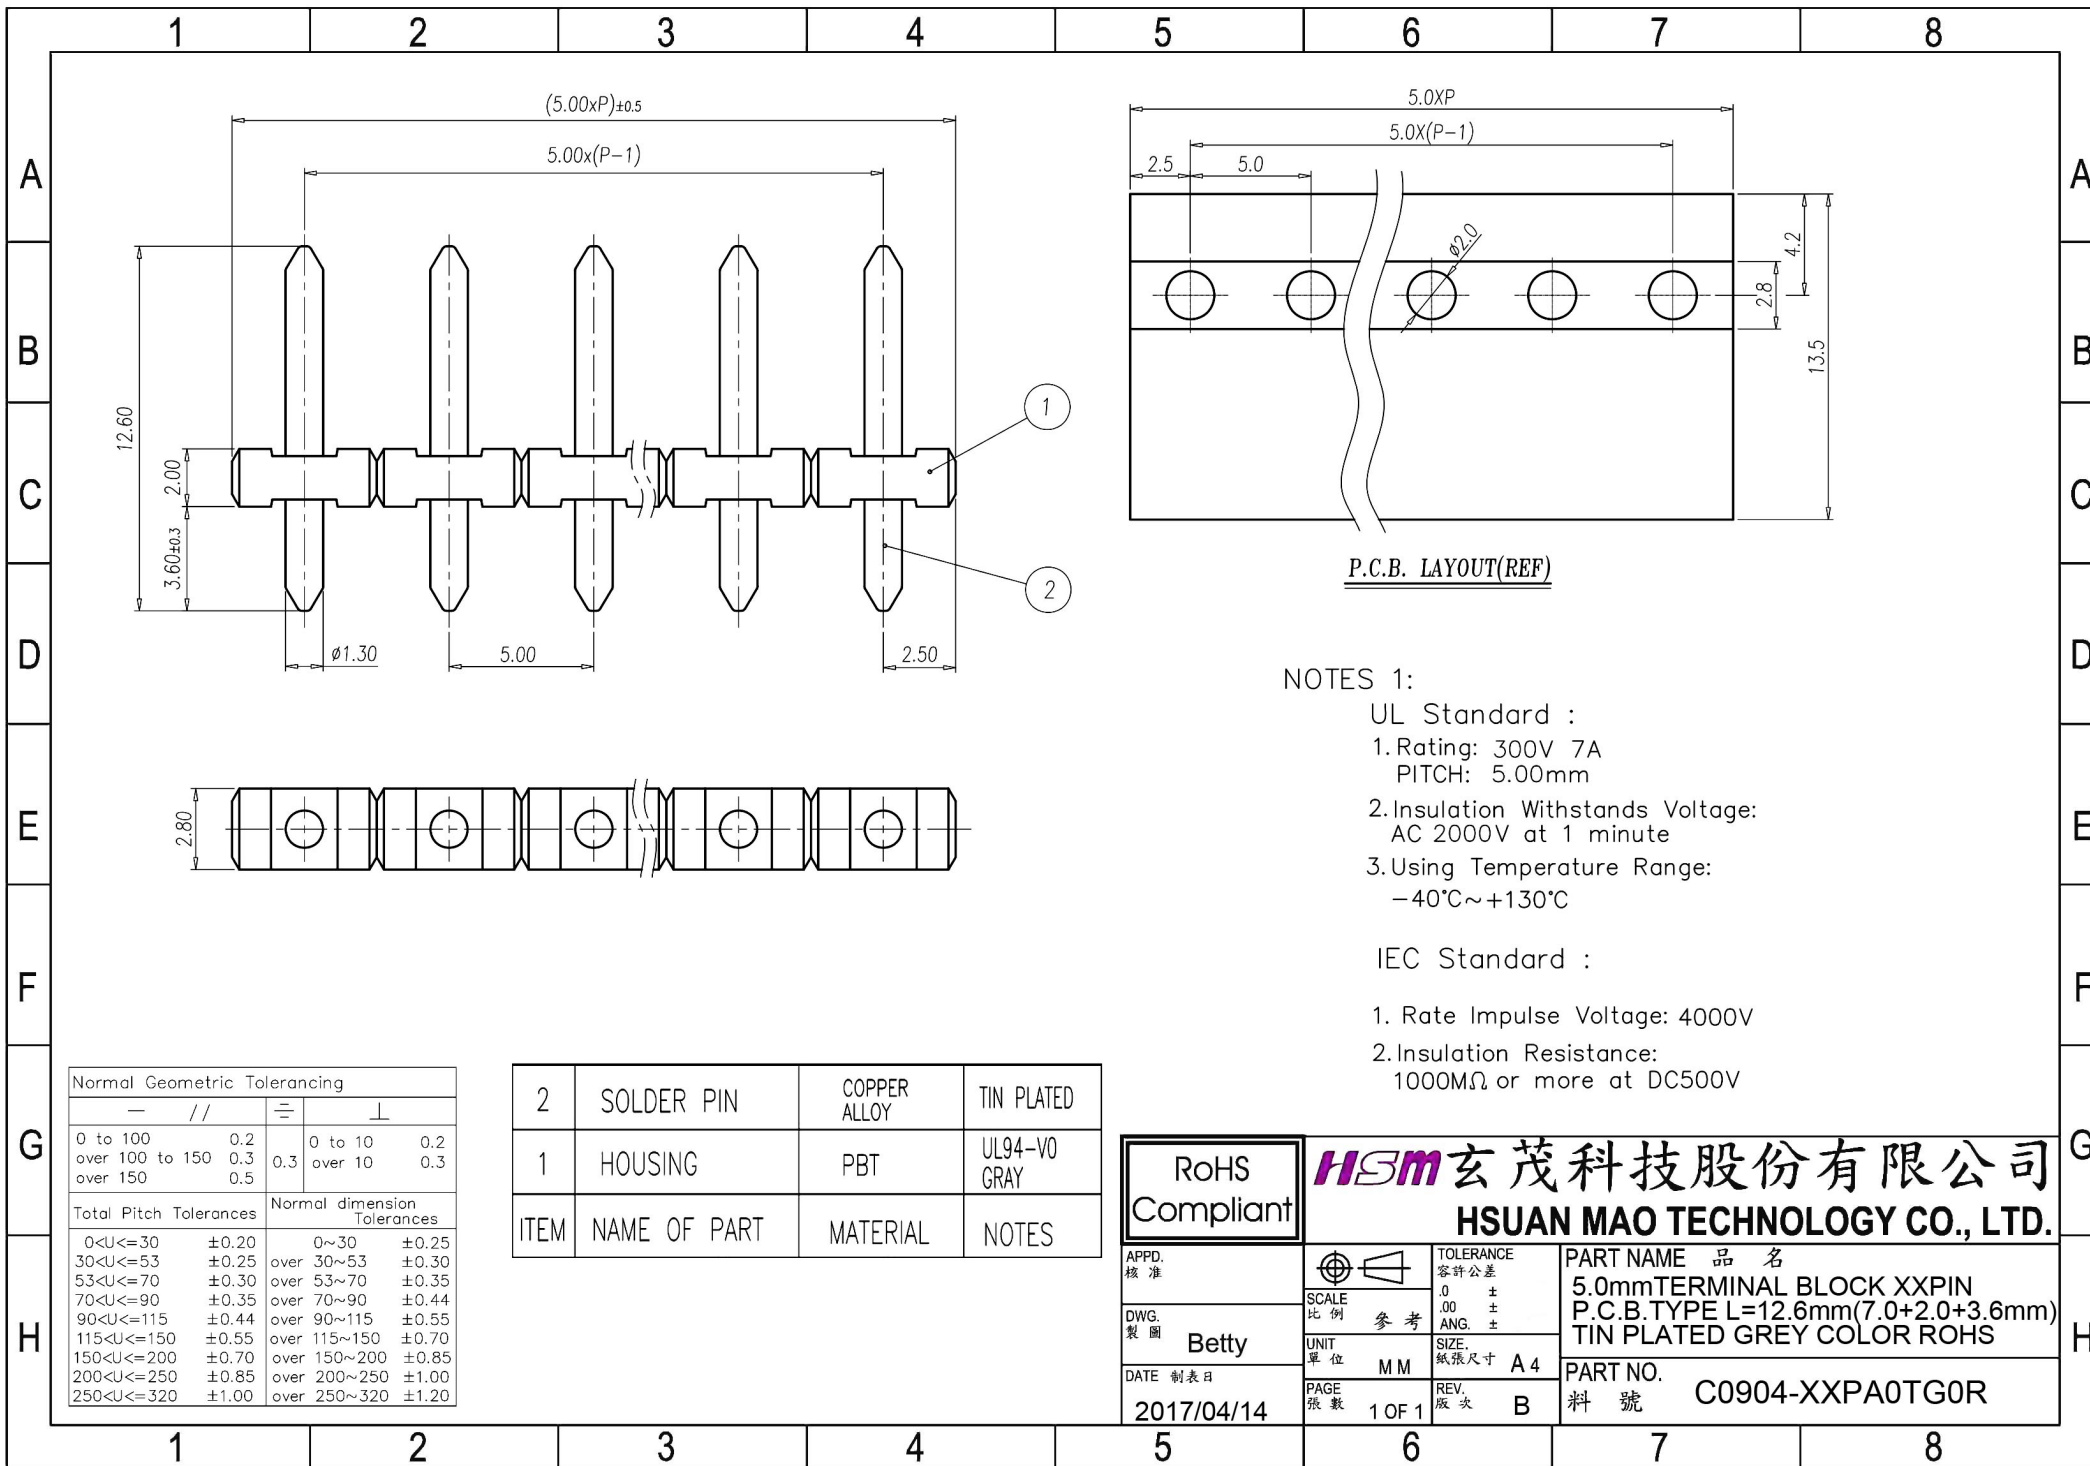 1 2 3 4 5 6 7 8
A A
B B
C C
D D
E E
F F
G G
H H
(5.00xP)±0.5
5.00x(P-1)
12.60
2.00
3.60±0.3
ø1.30
5.00
2.50
1
2
2.80
5.0XP
5.0X(P-1)
2.5
5.0
ø2.0
4.2
2.8
13.5
P.C.B. LAYOUT(REF)
NOTES 1:
UL Standard :
1. Rating: 300V 7A
PITCH: 5.00mm
2. Insulation Withstands Voltage:
AC 2000V at 1 minute
3. Using Temperature Range:
-40°C~+130°C
IEC Standard :
1. Rate Impulse Voltage: 4000V
2. Insulation Resistance:
1000MΩ or more at DC500V
Normal Geometric Tolerancing
— // ⌯ ⊥
0 to 100 0.2
over 100 to 150 0.3
over 150 0.5
0.3
0 to 10 0.2
over 10 0.3
Total Pitch Tolerances
Normal dimension
Tolerances
0<U<=30 ±0.20 0~30 ±0.25
30<U<=53 ±0.25 over 30~53 ±0.30
53<U<=70 ±0.30 over 53~70 ±0.35
70<U<=90 ±0.35 over 70~90 ±0.44
90<U<=115 ±0.44 over 90~115 ±0.55
115<U<=150 ±0.55 over 115~150 ±0.70
150<U<=200 ±0.70 over 150~200 ±0.85
200<U<=250 ±0.85 over 200~250 ±1.00
250<U<=320 ±1.00 over 250~320 ±1.20
2 SOLDER PIN COPPER ALLOY TIN PLATED
1 HOUSING PBT UL94-V0 GRAY
ITEM NAME OF PART MATERIAL NOTES
RoHS
Compliant
HSM 玄茂科技股份有限公司
HSUAN MAO TECHNOLOGY CO., LTD.
APPD.
核 准
DWG.
製 圖 Betty
DATE 制表日
2017/04/14
SCALE
比 例 參 考
UNIT
單 位 M M
PAGE
張 數 1 OF 1
TOLERANCE
容許公差
.0 ±
.00 ±
ANG. ±
SIZE.
紙張尺寸 A 4
REV.
版 次 B
PART NAME 品 名
5.0mmTERMINAL BLOCK XXPIN
P.C.B.TYPE L=12.6mm(7.0+2.0+3.6mm)
TIN PLATED GREY COLOR ROHS
PART NO.
料 號 C0904-XXPA0TG0R
1 2 3 4 5 6 7 8